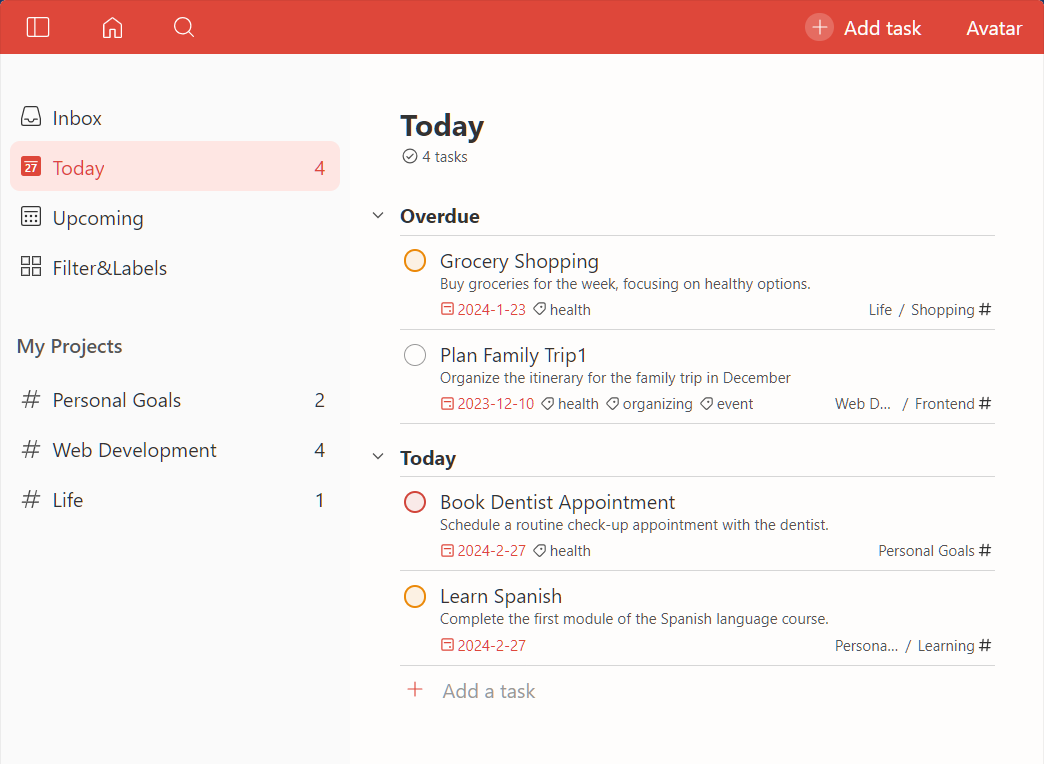 Add task Avatar
Inbox
27 Today 4
Upcoming
Filter&Labels
My Projects
# Personal Goals 2
# Web Development 4
# Life 1
Today
4 tasks
Overdue
Grocery Shopping
Buy groceries for the week, focusing on healthy options.
2024-1-23 health Life / Shopping #
Plan Family Trip1
Organize the itinerary for the family trip in December
2023-12-10 health organizing event Web D... / Frontend #
Today
Book Dentist Appointment
Schedule a routine check-up appointment with the dentist.
2024-2-27 health Personal Goals #
Learn Spanish
Complete the first module of the Spanish language course.
2024-2-27 Persona... / Learning #
+ Add a task